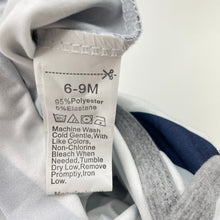 6-9M
95%Polyester
5%Elastane
Machine Wash
Cold Gentle,With
Like Colors,
Non-Chlorine
Bleach When
Needed,Tumble
Dry Low,Remove
Promptly,Iron
Low.